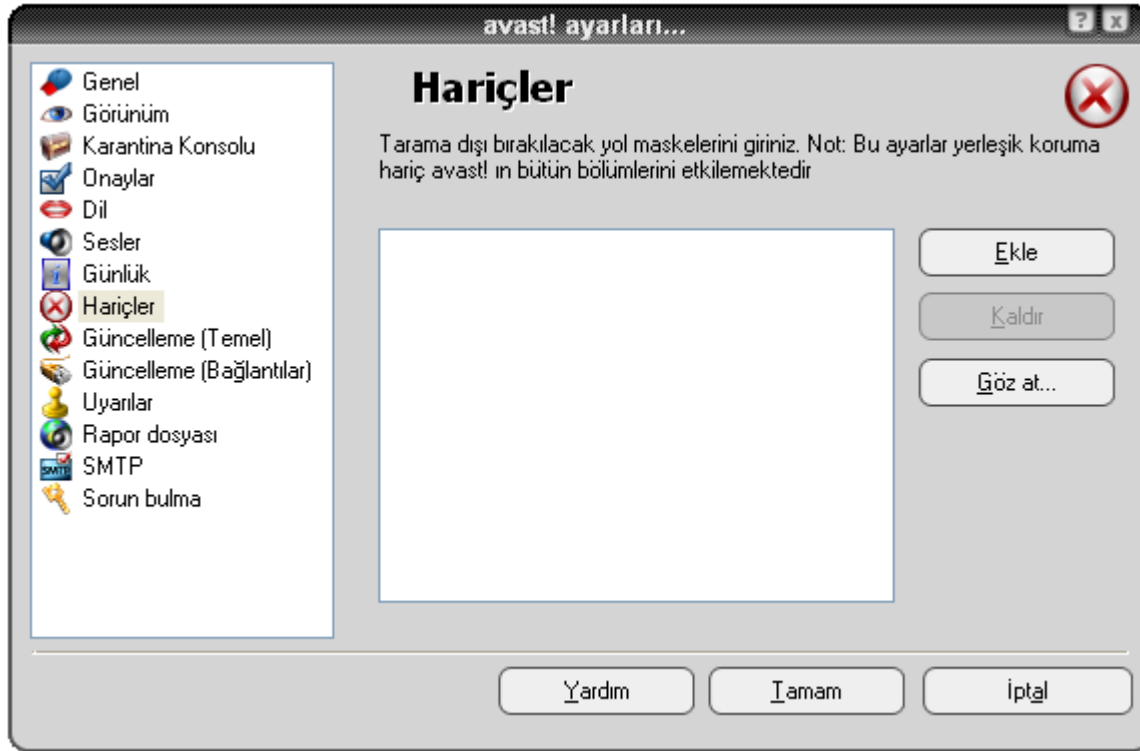 avast! ayarları...
? x
Genel
Görünüm
Karantina Konsolu
Onaylar
Dil
Sesler
Günlük
Hariçler
Güncelleme (Temel)
Güncelleme (Bağlantılar)
Uyarılar
Rapor dosyası
SMTP
Sorun bulma
Hariçler
Tarama dışı bırakılacak yol maskelerini giriniz. Not: Bu ayarlar yerleşik koruma
hariç avast! ın bütün bölümlerini etkilemektedir
Ekle
Kaldır
Göz at...
Yardım
Tamam
İptal